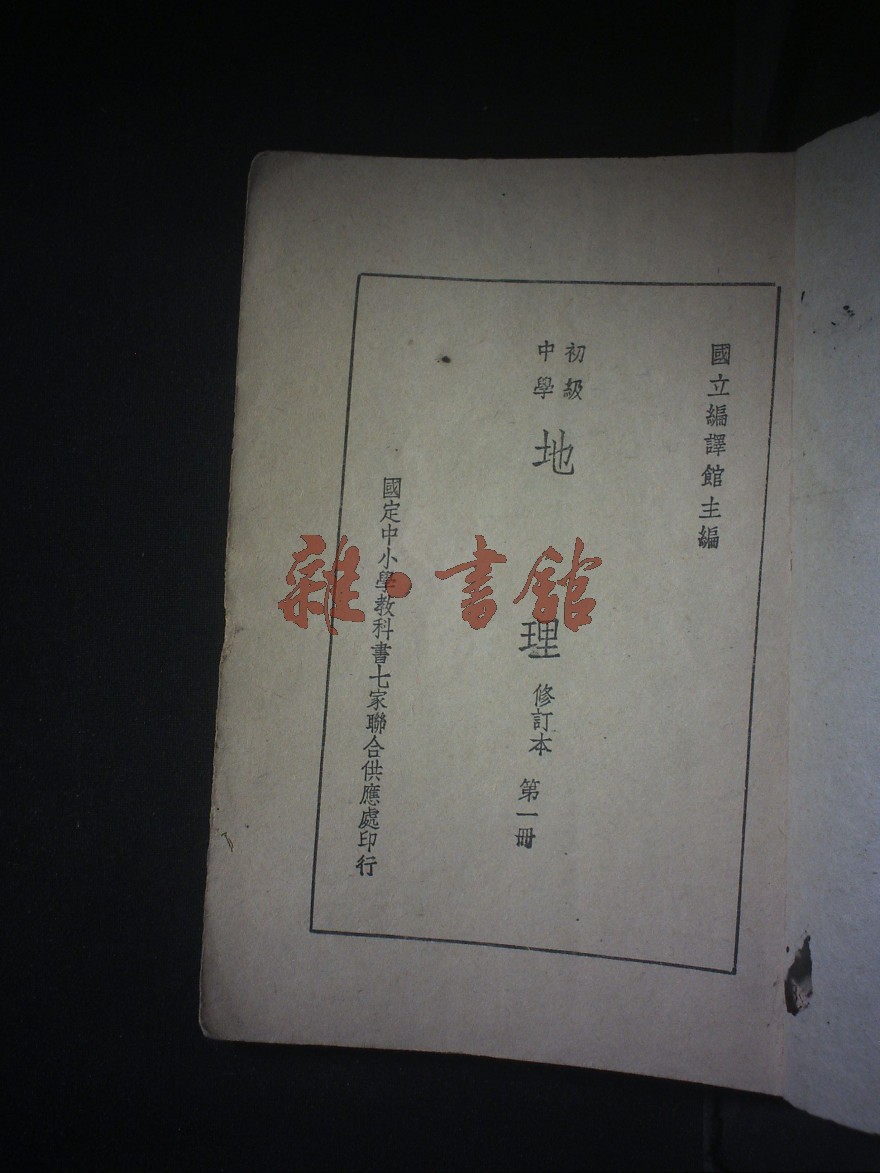 國立編譯館主編
初級
中學
地理 修訂本 第一冊
國定中小學教科書七家聯合供應處印行
雜·書館